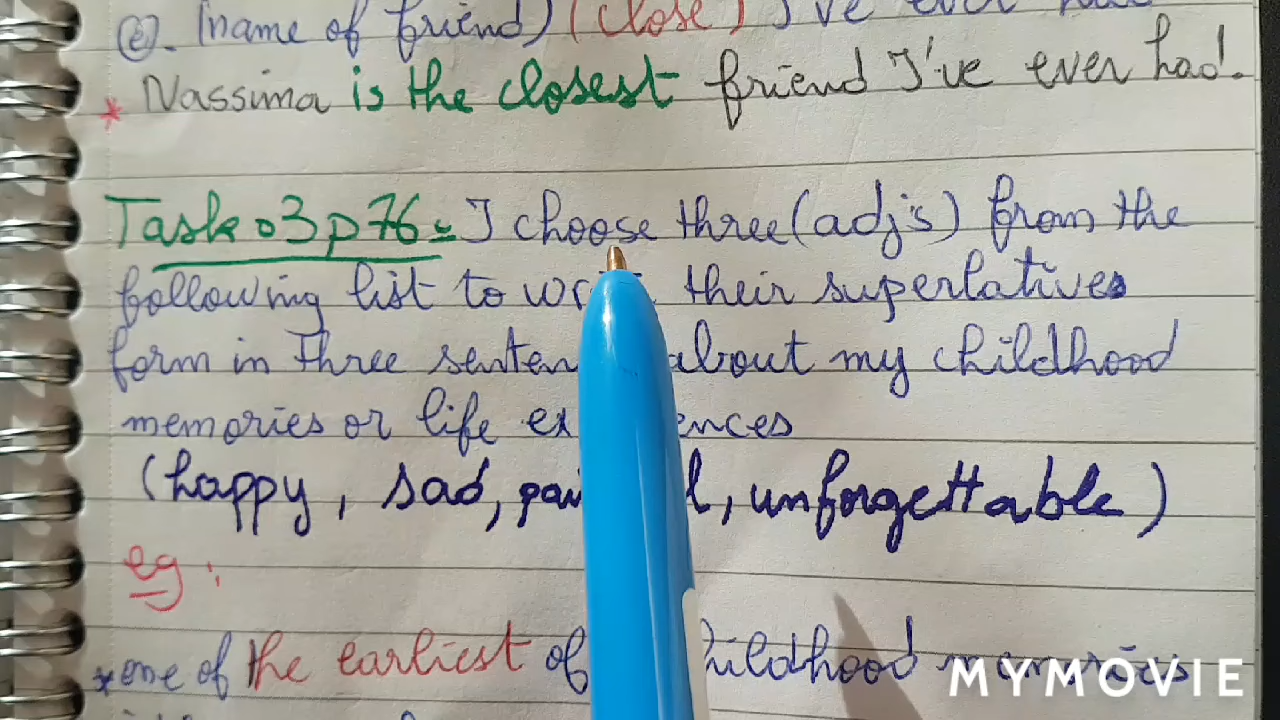 (e). (name of friend) (close) I've ever had
* Nassima is the closest friend I've ever had.
Task 03 p76= I choose three (adj's) from the
following list to their superlatives
form in three about my childhood
memories or life
(happy, sad, , unforgettable)
eg:
*one of the earliest of childhood memories
MYMOVIE